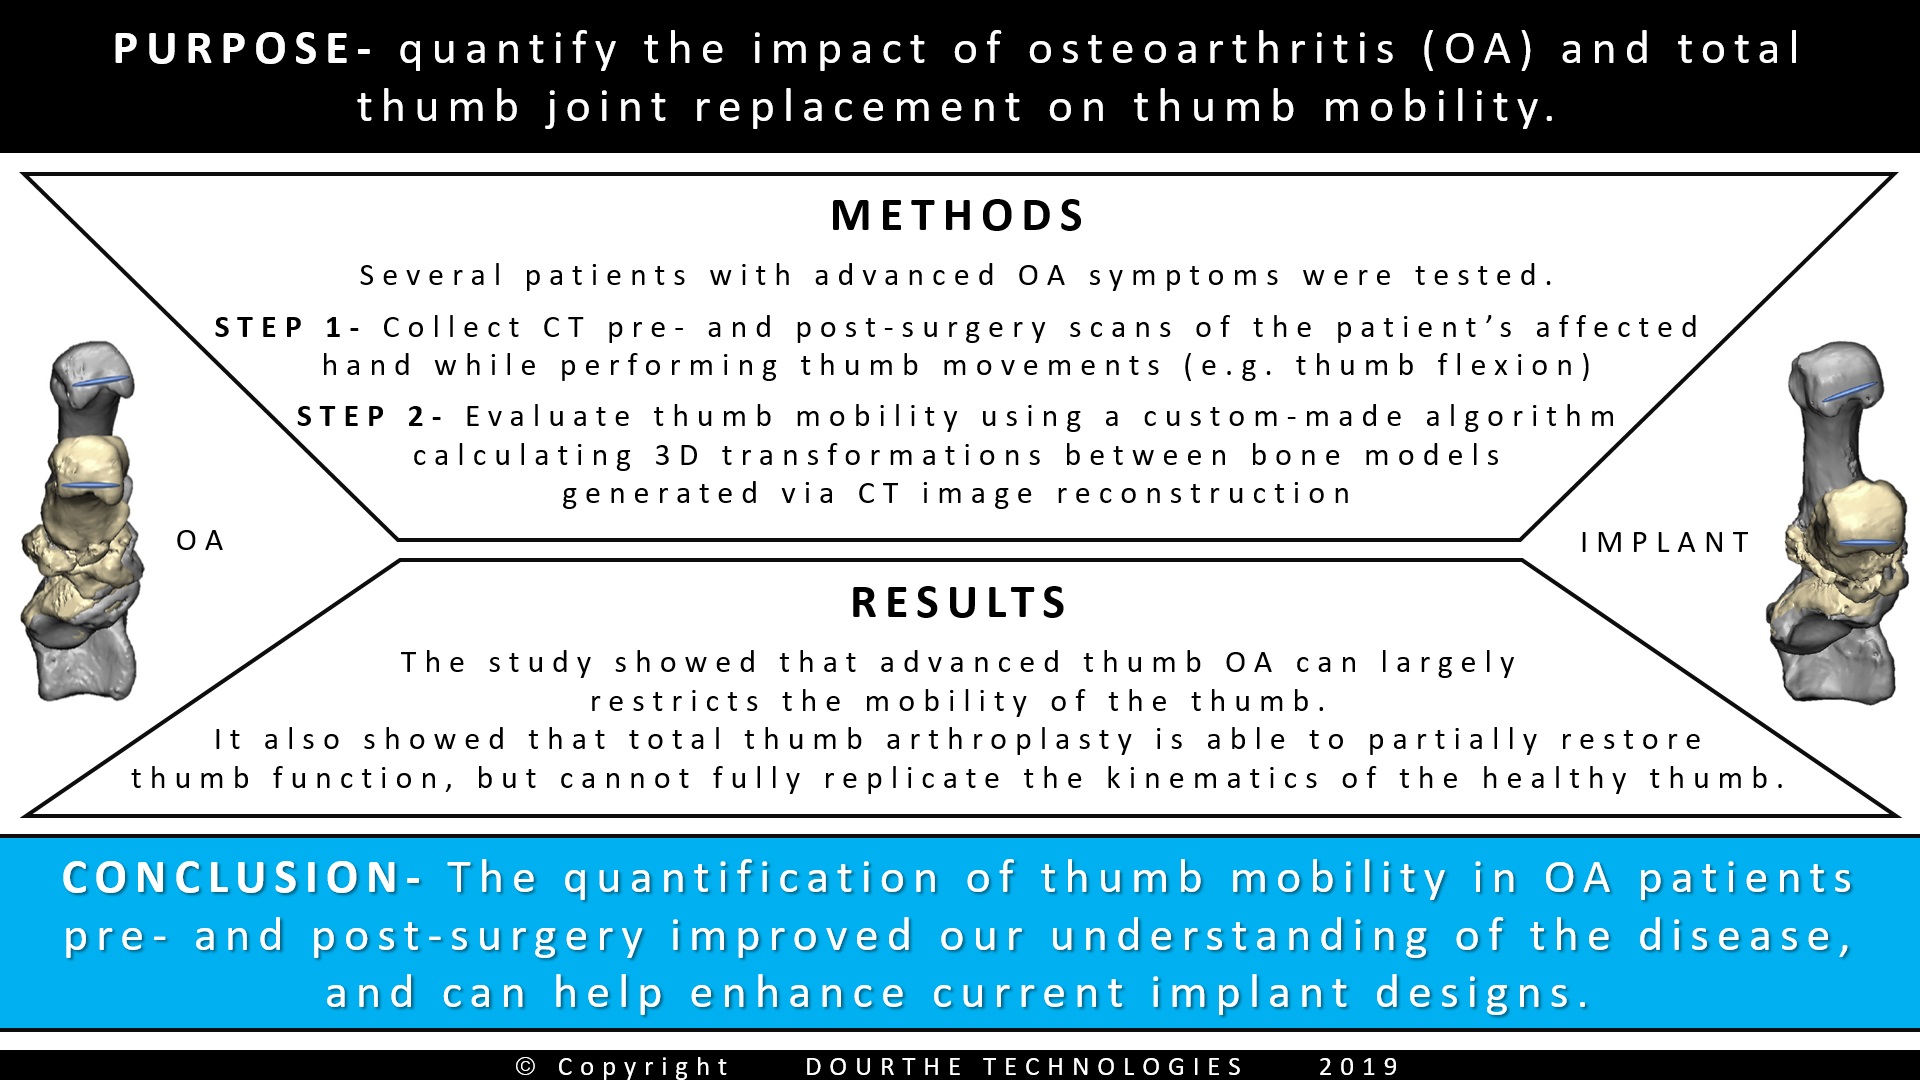 PURPOSE- quantify the impact of osteoarthritis (OA) and total
thumb joint replacement on thumb mobility.
METHODS
Several patients with advanced OA symptoms were tested.
STEP 1- Collect CT pre- and post-surgery scans of the patient’s affected
hand while performing thumb movements (e.g. thumb flexion)
STEP 2- Evaluate thumb mobility using a custom-made algorithm
calculating 3D transformations between bone models
generated via CT image reconstruction
OA
IMPLANT
RESULTS
The study showed that advanced thumb OA can largely
restricts the mobility of the thumb.
It also showed that total thumb arthroplasty is able to partially restore
thumb function, but cannot fully replicate the kinematics of the healthy thumb.
CONCLUSION- The quantification of thumb mobility in OA patients
pre- and post-surgery improved our understanding of the disease,
and can help enhance current implant designs.
© Copyright DOURTHE TECHNOLOGIES 2019